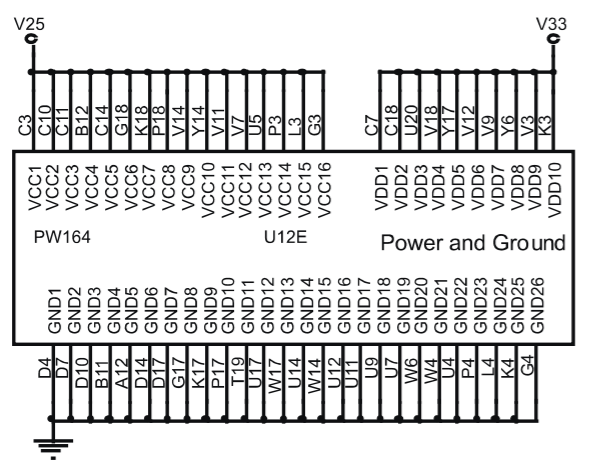 V25 V33
C3 C10 C11 B12 C14 G18 K18 P18 V14 Y14 V11 V7 U5 P3 L3 G3 C7 C18 U20 V18 Y17 V12 V9 Y6 V3 K3
VCC1 VCC2 VCC3 VCC4 VCC5 VCC6 VCC7 VCC8 VCC9 VCC10 VCC11 VCC12 VCC13 VCC14 VCC15 VCC16 VDD1 VDD2 VDD3 VDD4 VDD5 VDD6 VDD7 VDD8 VDD9 VDD10
PW164 U12E Power and Ground
GND1 GND2 GND3 GND4 GND5 GND6 GND7 GND8 GND9 GND10 GND11 GND12 GND13 GND14 GND15 GND16 GND17 GND18 GND19 GND20 GND21 GND22 GND23 GND24 GND25 GND26
D4 D7 D10 B11 A12 D14 D17 G17 K17 P17 T19 U17 W17 U14 W14 U12 U11 U9 U7 W6 W4 U4 P4 L4 K4 G4